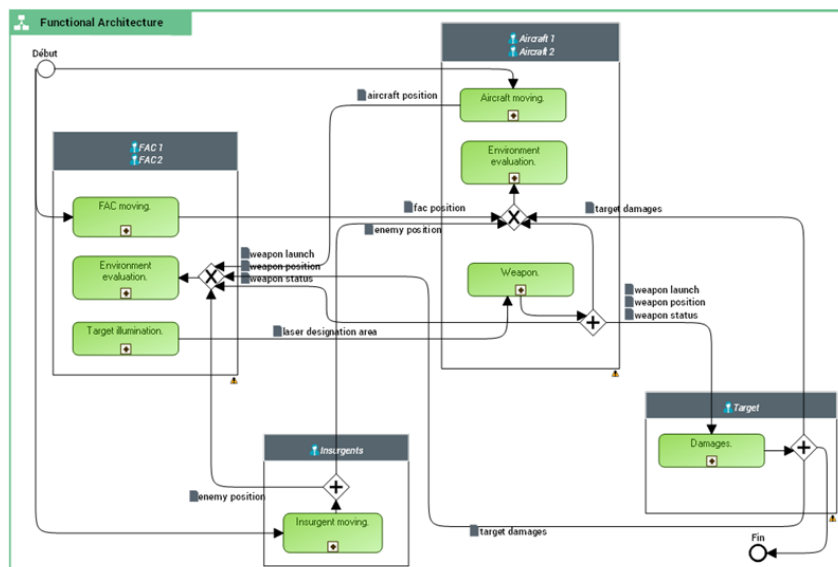 Functional Architecture
Début
Aircraft 1
Aircraft 2
aircraft position
Aircraft moving.
FAC 1
FAC 2
Environment
evaluation.
FAC moving.
fac position
target damages
enemy position
weapon launch
weapon position
weapon status
Environment
evaluation.
Weapon.
weapon launch
weapon position
weapon status
Target illumination.
laser designation area
Target
Insurgents
Damages.
enemy position
Insurgent moving.
target damages
Fin